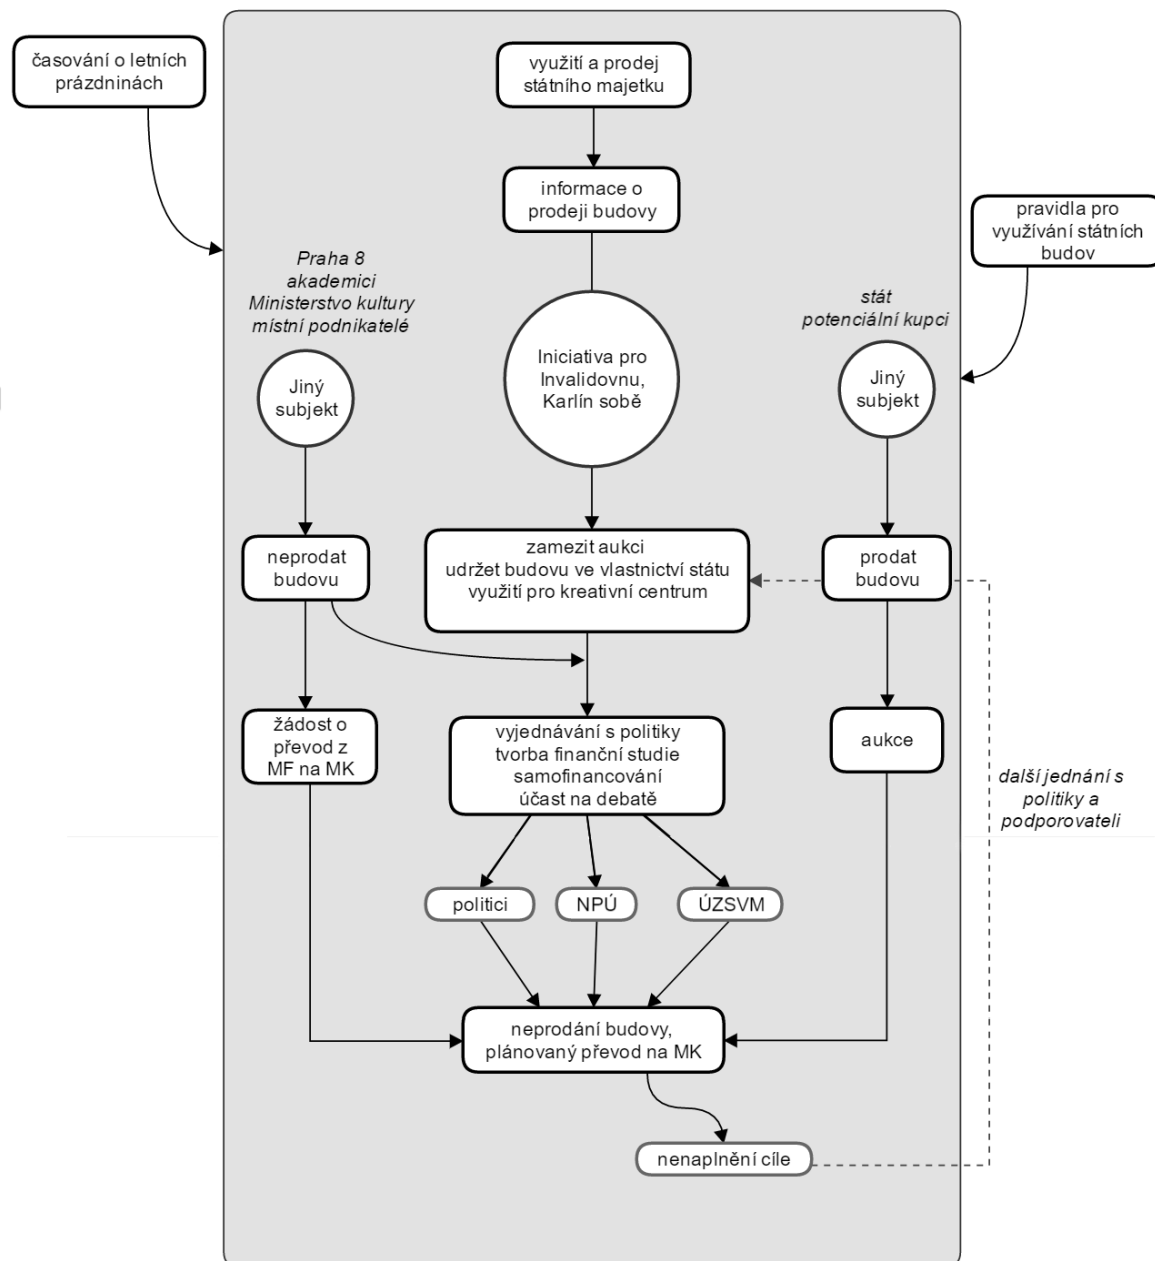 časování o letních
prázdninách
využití a prodej
státního majetku
informace o
prodeji budovy
pravidla pro
využívání státních
budov
Praha 8
akademici
Ministerstvo kultury
místní podnikatelé
stát
potenciální kupci
Jiný
subjekt
Iniciativa pro
Invalidovnu,
Karlín sobě
Jiný
subjekt
neprodat
budovu
zamezit aukci
udržet budovu ve vlastnictví státu
využití pro kreativní centrum
prodat
budovu
žádost o
převod z
MF na MK
vyjednávání s politiky
tvorba finanční studie
samofinancování
účast na debatě
aukce
další jednání s
politiky a
podporovateli
politici
NPÚ
ÚZSVM
neprodání budovy,
plánovaný převod na MK
nenaplnění cíle